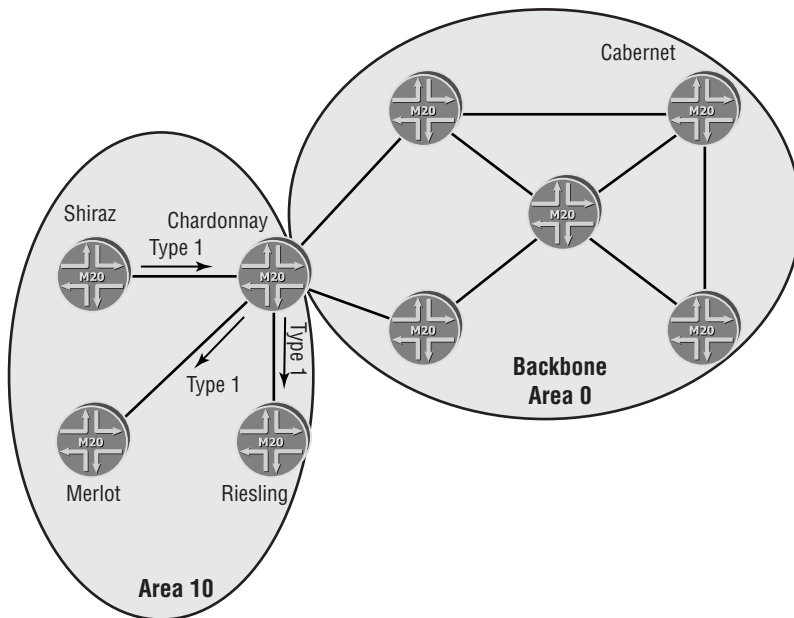 Cabernet
M20
M20
M20
Shiraz
Chardonnay
Type 1
M20
M20
M20
M20
Type 1
Type 1
Backbone
Area 0
M20
M20
Merlot
Riesling
Area 10